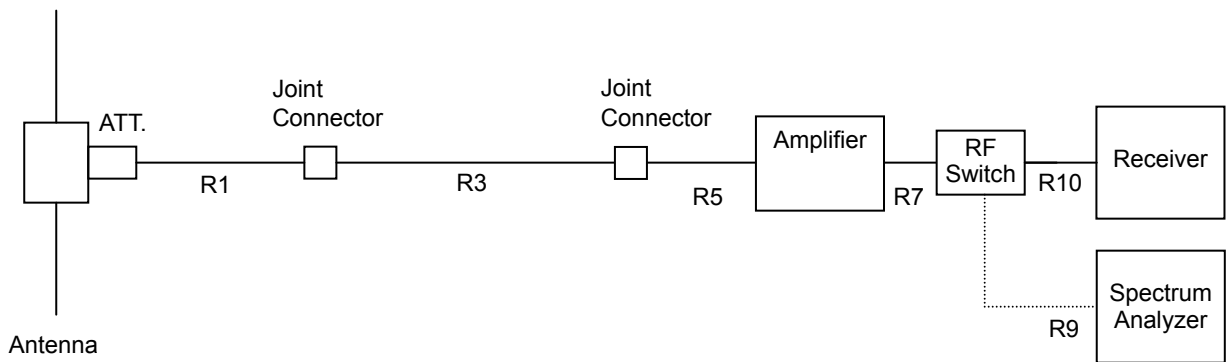 ATT.
Joint
Connector
Joint
Connector
Amplifier
RF
Switch
Receiver
R1
R3
R5
R7
R10
Spectrum
Analyzer
R9
Antenna